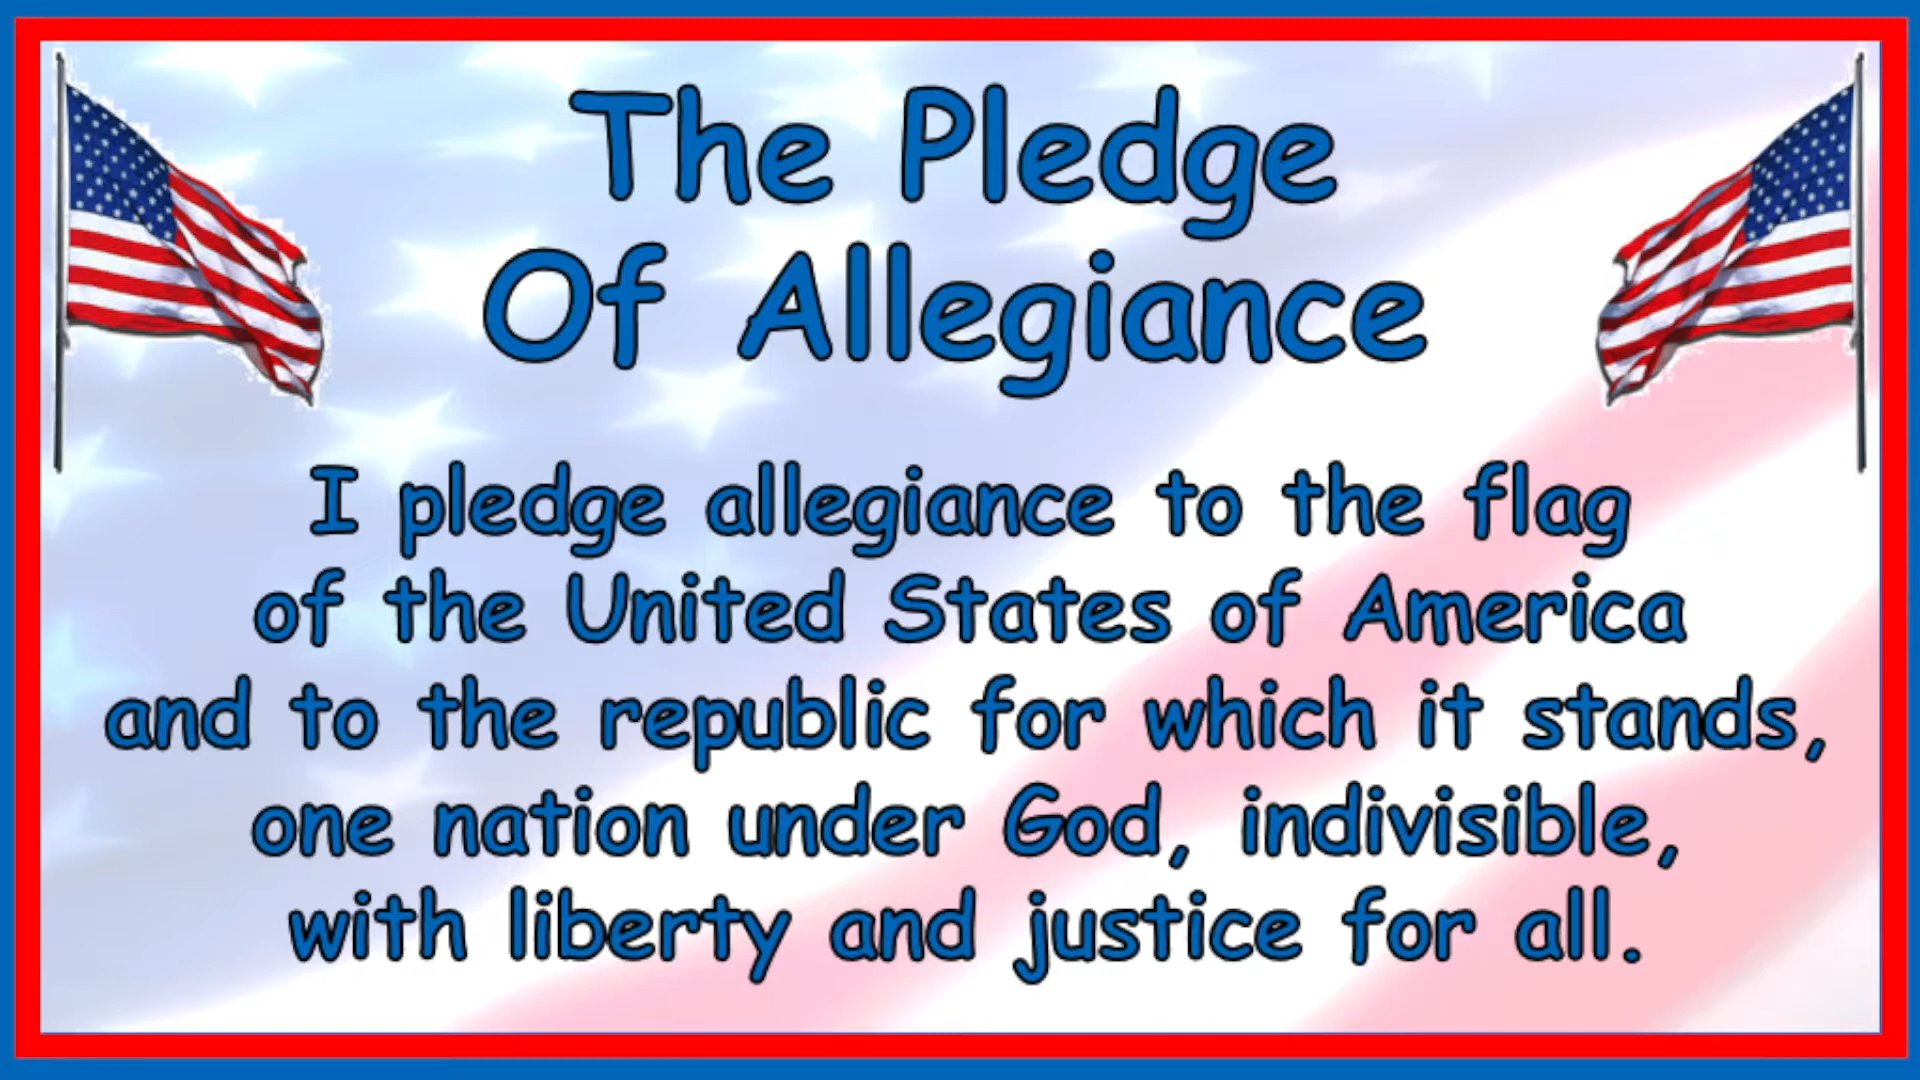 The Pledge
Of Allegiance
I pledge allegiance to the flag
of the United States of America
and to the republic for which it stands,
one nation under God, indivisible,
with liberty and justice for all.